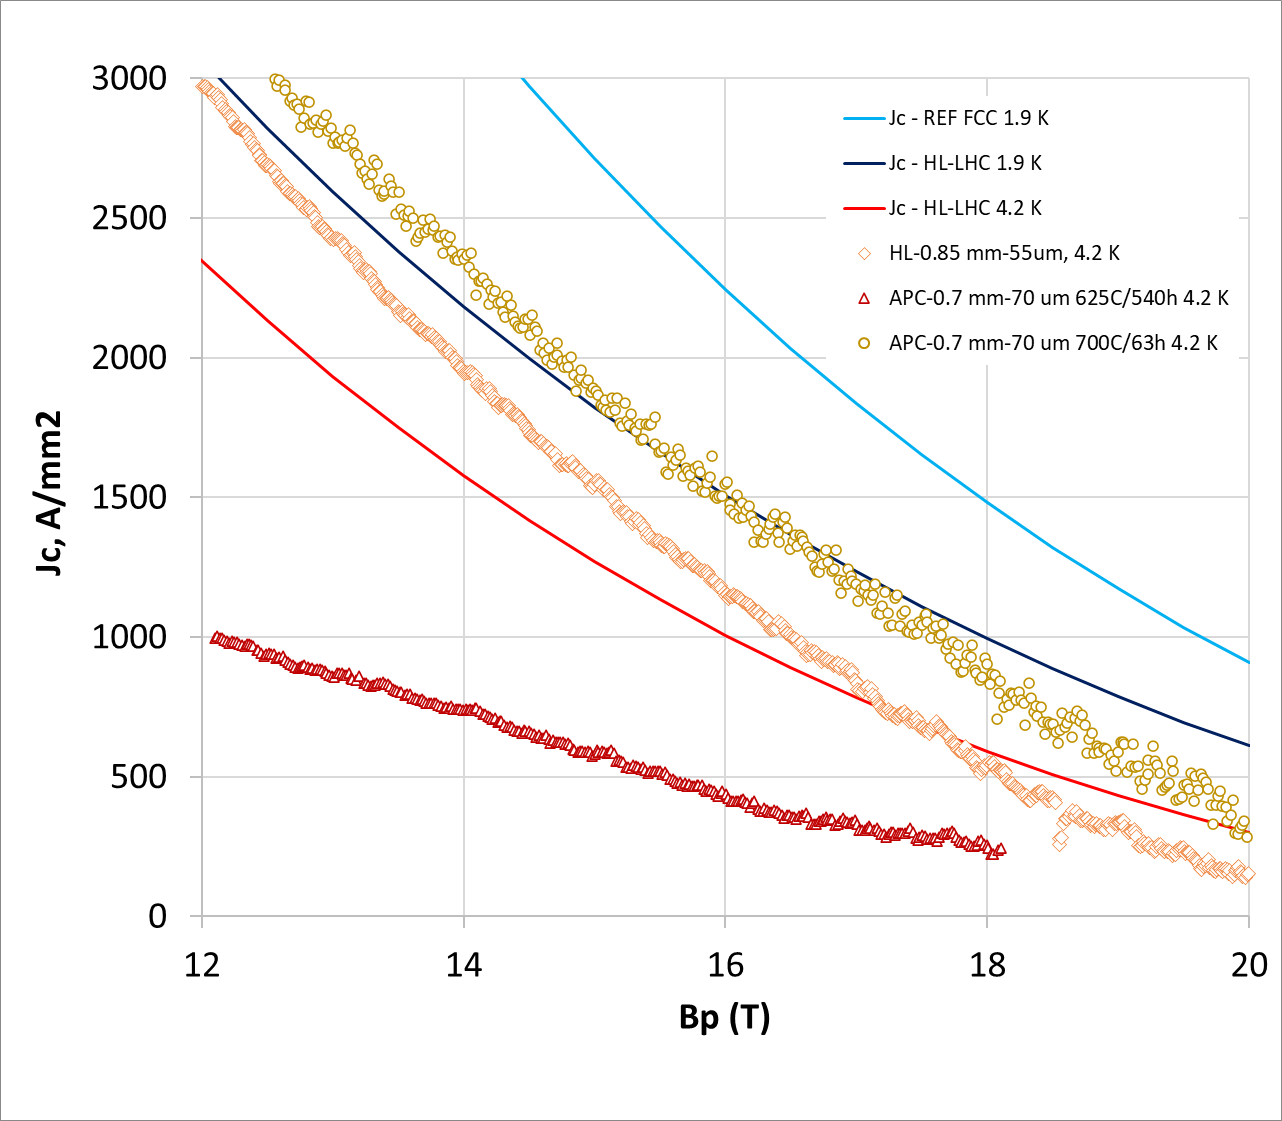 3000
2500
2000
1500
1000
500
0
12
14
16
18
20
Jc, A/mm2
Bp (T)
Jc - REF FCC 1.9 K
Jc - HL-LHC 1.9 K
Jc - HL-LHC 4.2 K
HL-0.85 mm-55um, 4.2 K
APC-0.7 mm-70 um 625C/540h 4.2 K
APC-0.7 mm-70 um 700C/63h 4.2 K